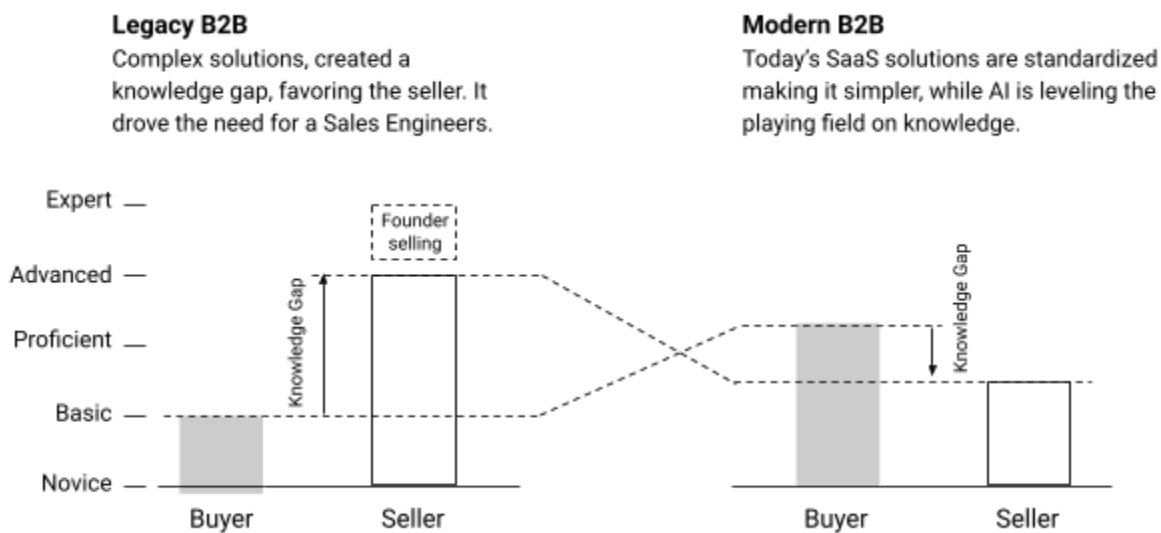 Legacy B2B
Complex solutions, created a
knowledge gap, favoring the seller. It
drove the need for a Sales Engineers.
Modern B2B
Today's SaaS solutions are standardized
making it simpler, while AI is leveling the
playing field on knowledge.
Expert
Advanced
Proficient
Basic
Novice
Founder
selling
Knowledge Gap
Buyer
Seller
Knowledge Gap
Buyer
Seller